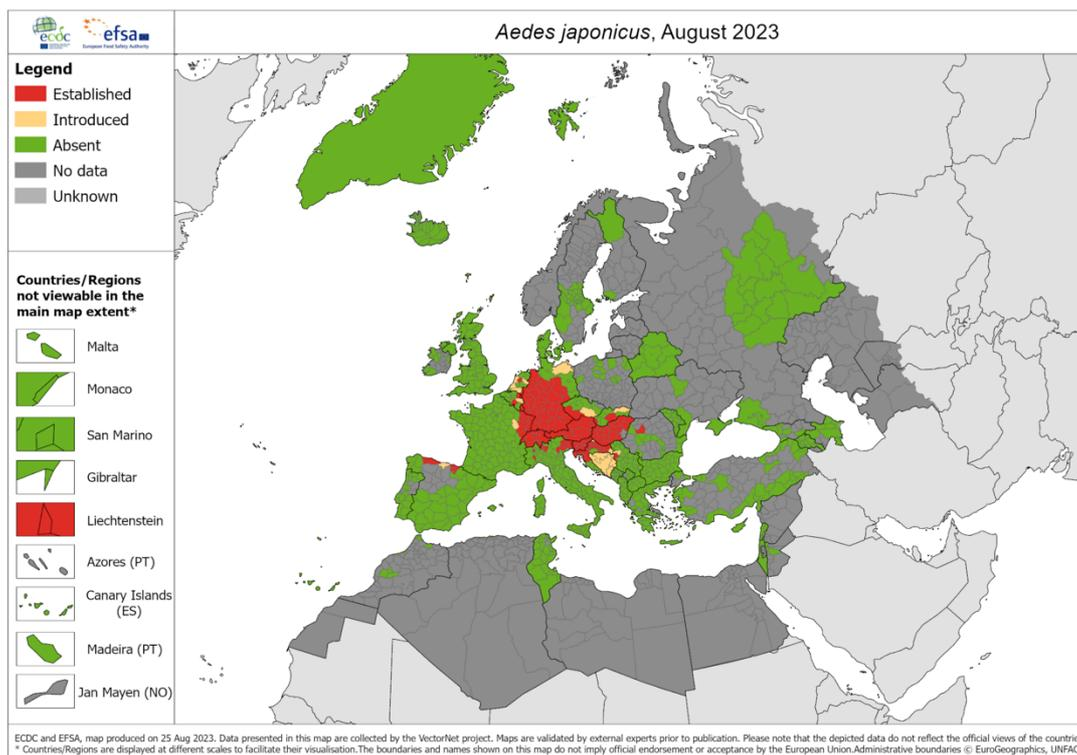 ecdc
efsa
European Food Safety Authority
Aedes japonicus, August 2023
Legend
Established
Introduced
Absent
No data
Unknown
Countries/Regions
not viewable in the
main map extent*
Malta
Monaco
San Marino
Gibraltar
Liechtenstein
Azores (PT)
Canary Islands
(ES)
Madeira (PT)
Jan Mayen (NO)
ECDC and EFSA, map produced on 25 Aug 2023. Data presented in this map are collected by the VectorNet project. Maps are validated by external experts prior to publication. Please note that the depicted data do not reflect the official views of the countrie
* Countries/Regions are displayed at different scales to facilitate their visualisation.The boundaries and names shown on this map do not imply official endorsement or acceptance by the European Union.Administrative boundaries © Eurographics, UNFA